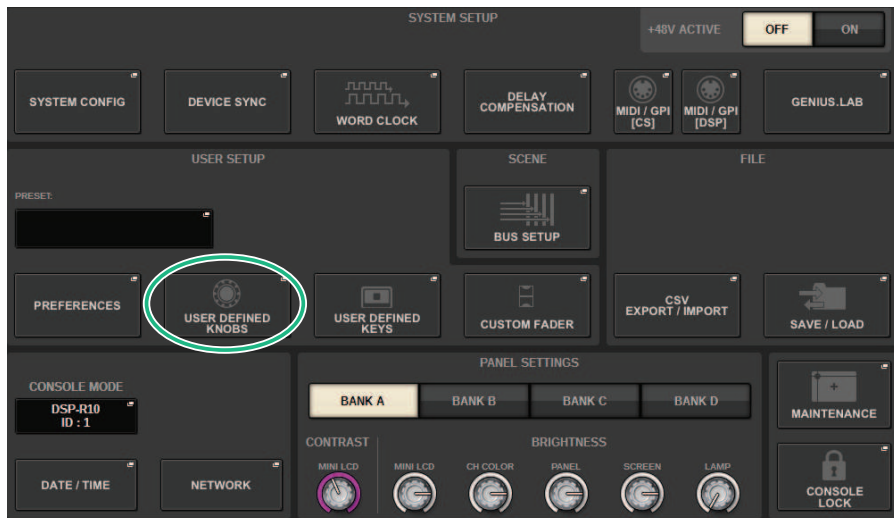 SYSTEM SETUP
+48V ACTIVE
OFF
ON
SYSTEM CONFIG
DEVICE SYNC
WORD CLOCK
DELAY
COMPENSATION
MIDI / GPI
[CS]
MIDI / GPI
[DSP]
GENIUS.LAB
USER SETUP
SCENE
FILE
PRESET:
BUS SETUP
PREFERENCES
USER DEFINED
KNOBS
USER DEFINED
KEYS
CUSTOM FADER
CSV
EXPORT / IMPORT
SAVE / LOAD
CONSOLE MODE
DSP-R10
ID : 1
PANEL SETTINGS
BANK A
BANK B
BANK C
BANK D
MAINTENANCE
CONTRAST
BRIGHTNESS
MINI LCD
MINI LCD
CH COLOR
PANEL
SCREEN
LAMP
DATE / TIME
NETWORK
CONSOLE
LOCK